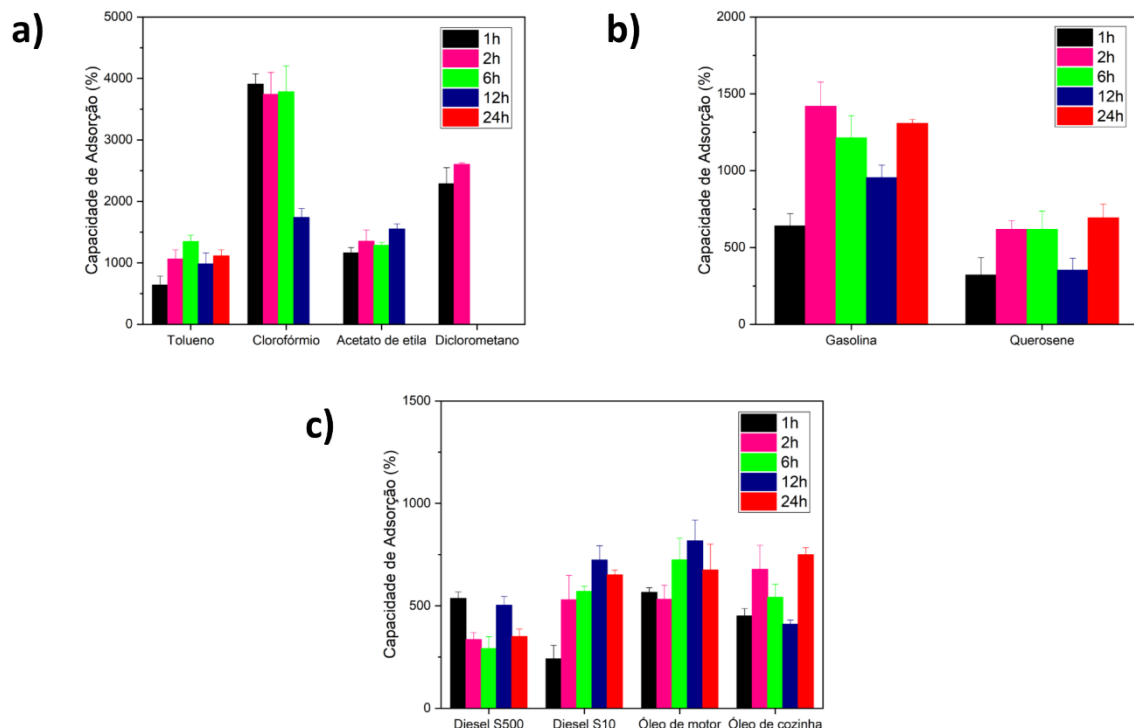 a)
5000
4000
3000
2000
1000
0
Capacidade de Adsorção (%)
1h
2h
6h
12h
24h
Tolueno Clorofórmio Acetato de etila Diclorometano
b)
2000
1500
1000
500
0
Capacidade de Adsorção (%)
1h
2h
6h
12h
24h
Gasolina Querosene
c)
1500
1000
500
0
Capacidade de Adsorção (%)
1h
2h
6h
12h
24h
Diesel S500 Diesel S10 Óleo de motor Óleo de cozinha